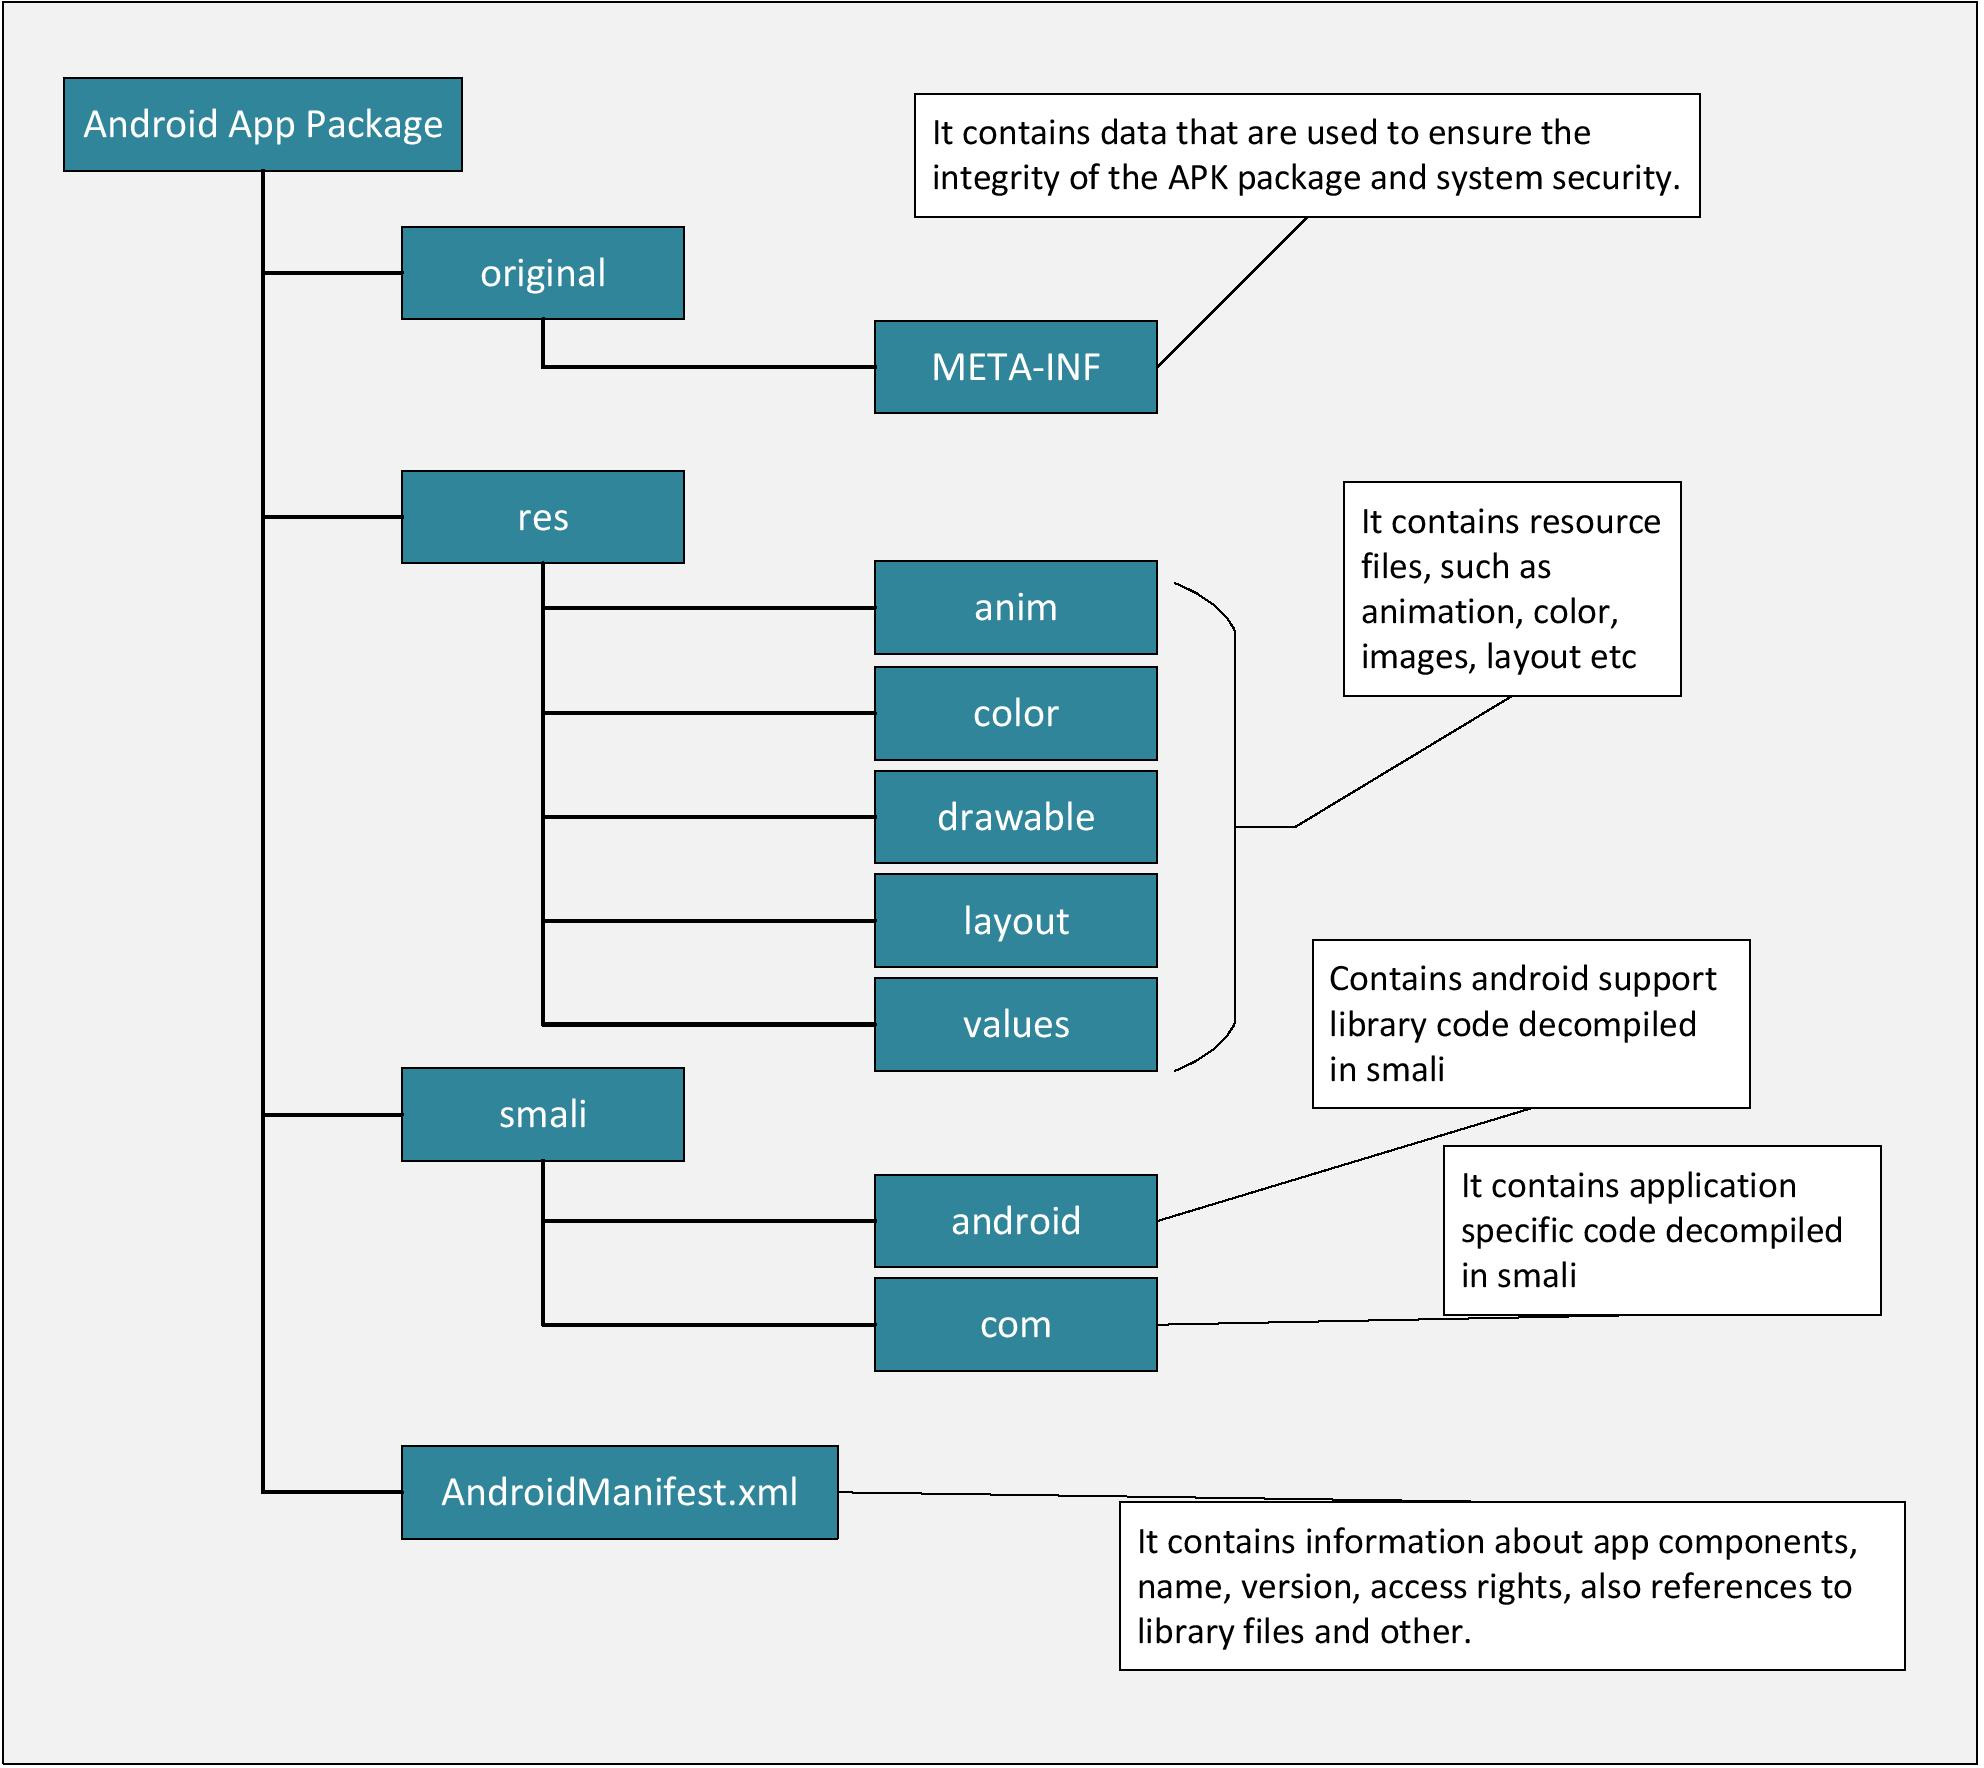 Android App Package
It contains data that are used to ensure the
integrity of the APK package and system security.
original
META-INF
res
It contains resource
files, such as
animation, color,
images, layout etc
anim
color
drawable
layout
values
Contains android support
library code decompiled
in smali
smali
It contains application
specific code decompiled
in smali
android
com
AndroidManifest.xml
It contains information about app components,
name, version, access rights, also references to
library files and other.